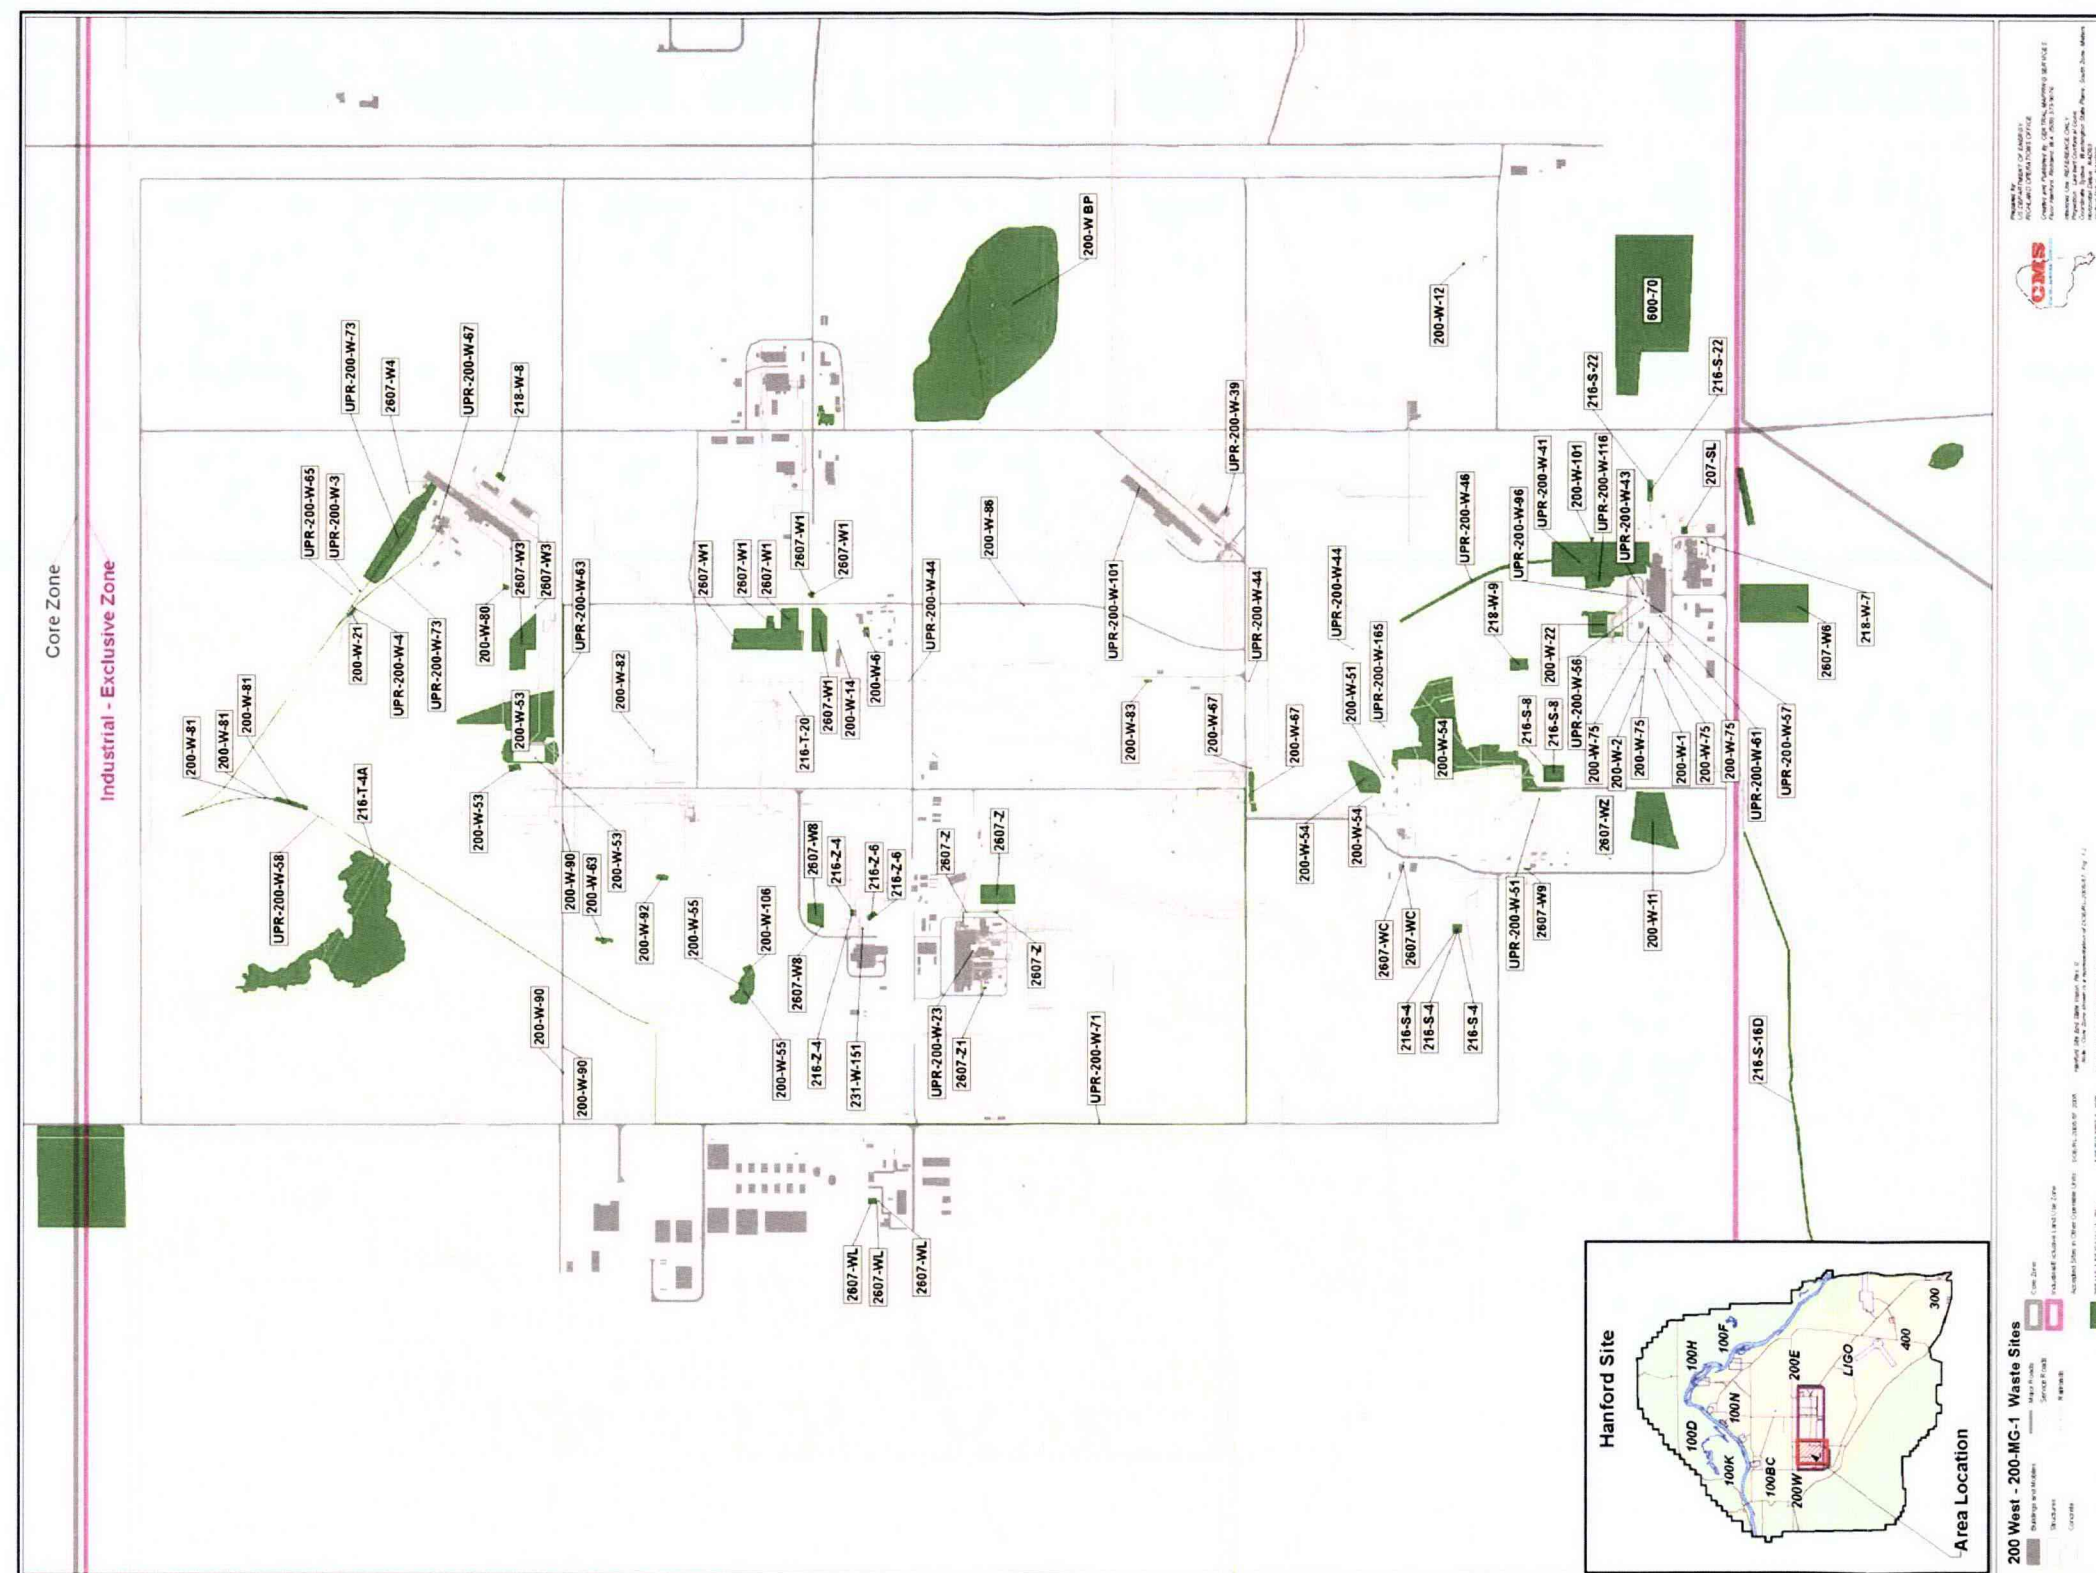 Core Zone
Industrial - Exclusive Zone
200-W-81
200-W-81
200-W-81
UPR-200-W-65
UPR-200-W-3
UPR-200-W-73
2607-W4
UPR-200-W-67
218-W-8
200-W-21
UPR-200-W-4
UPR-200-W-73
200-W-80
2607-W3
2607-W3
UPR-200-W-63
216-T-4A
UPR-200-W-58
200-W-53
200-W-53
200-W-53
200-W-82
200-W-90
200-W-63
200-W-92
200-W-90
200-W-90
200-W-55
200-W-106
200-W-55
2607-W1
2607-W1
2607-W1
2607-W1
2607-W1
2607-W1
216-T-20
200-W-14
200-W-6
UPR-200-W-44
200-W-86
200-W BP
2607-W8
2607-W8
216-Z-4
216-Z-6
216-Z-6
216-Z-4
231-W-151
2607-Z
2607-Z
2607-Z
UPR-200-W-23
2607-Z1
UPR-200-W-71
2607-WL
2607-WL
2607-WL
UPR-200-W-101
UPR-200-W-39
200-W-83
200-W-67
200-W-67
UPR-200-W-44
UPR-200-W-44
200-W-51
UPR-200-W-165
200-W-54
200-W-54
200-W-54
200-W-12
600-70
216-S-22
216-S-22
UPR-200-W-46
UPR-200-W-96
UPR-200-W-41
200-W-101
UPR-200-W-116
UPR-200-W-43
207-SL
218-W-9
200-W-22
216-S-8
216-S-8
UPR-200-W-56
200-W-75
200-W-2
200-W-75
200-W-1
200-W-75
200-W-75
UPR-200-W-61
UPR-200-W-57
2607-W6
218-W-7
2607-WZ
200-W-11
2607-WC
2607-WC
UPR-200-W-51
2607-W9
216-S-4
216-S-4
216-S-4
216-S-16D
Hanford Site
100D
100H
100F
100K
100N
100BC
200W
200E
LIGO
400
300
Area Location
200 West - 200-MG-1 Waste Sites
Buildings and Mobiles
Structures
Concrete
Major Roads
Service Roads
Railroads
Core Zone
CMS